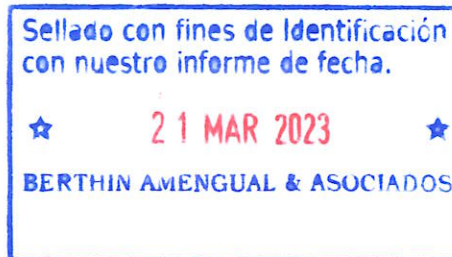 Sellado con fines de Identificación
con nuestro informe de fecha.
☆ 21 MAR 2023 ☆
BERTHIN AMENGUAL & ASOCIADOS